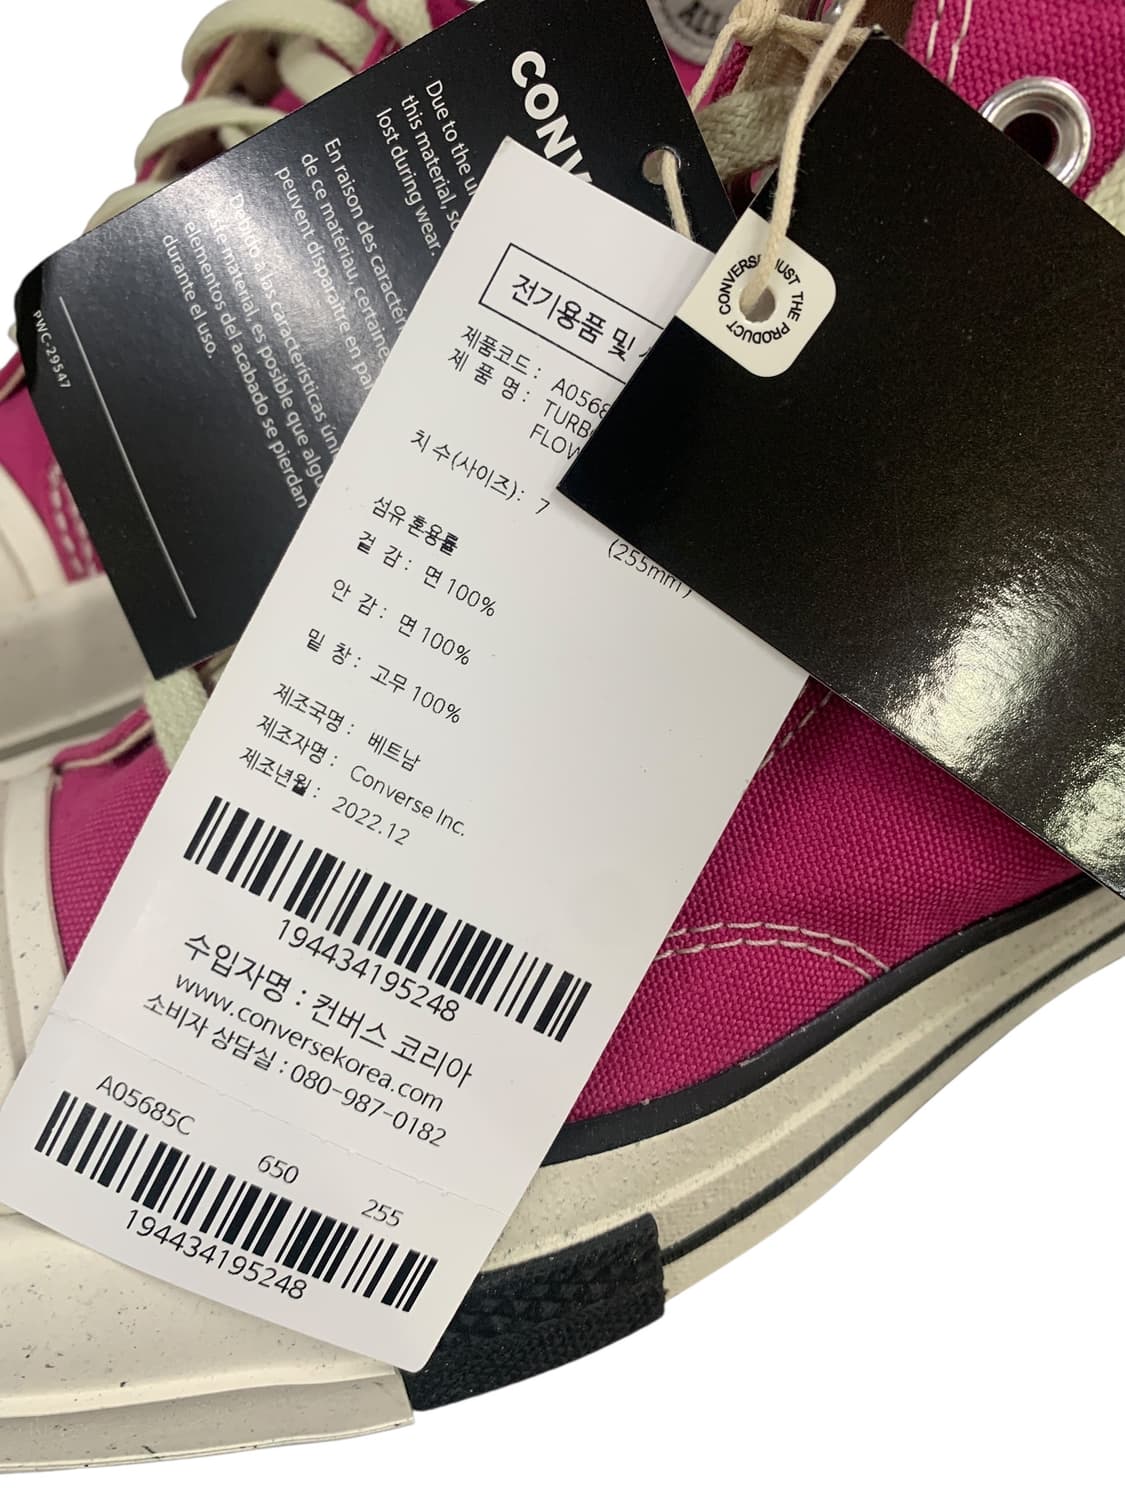 ALL
CONV
Due to the
this material,
lost during wear.
En raison des
de ce matériau, certaine
peuvent disparaître en
Debido a las características
este material, es posible que
elementos del acabado se pierdan
durante el uso.
PWC-29547
CONVERSE JUST THE PRODUCT
전기용품 및
제품코드 : A0568
제 품 명 : TURB
FLOW
치 수(사이즈) : 7
(255mm)
섬유 혼용률
겉 감 : 면 100%
안 감 : 면 100%
밑 창 : 고무 100%
제조국명 : 베트남
제조자명 : Converse Inc.
제조년월 : 2022.12
194434195248
수입자명 : 컨버스 코리아
www.conversekorea.com
소비자 상담실 : 080-987-0182
A05685C 650 255
194434195248